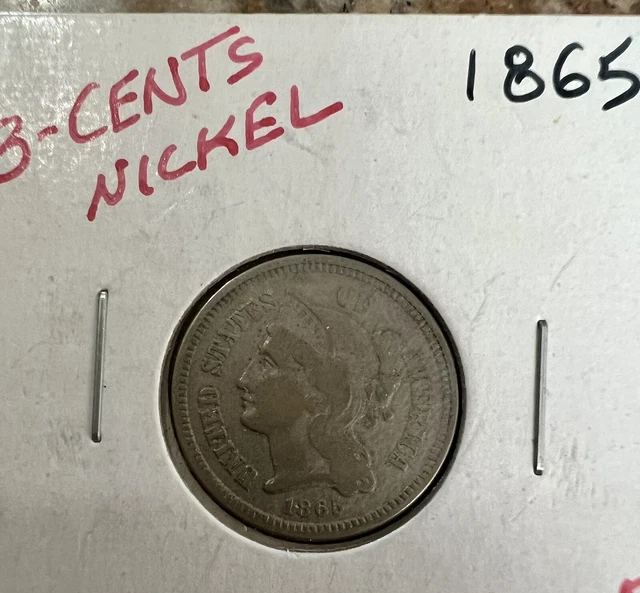 3-CENTS
NICKEL
1865
UNITED STATES OF AMERICA
1865